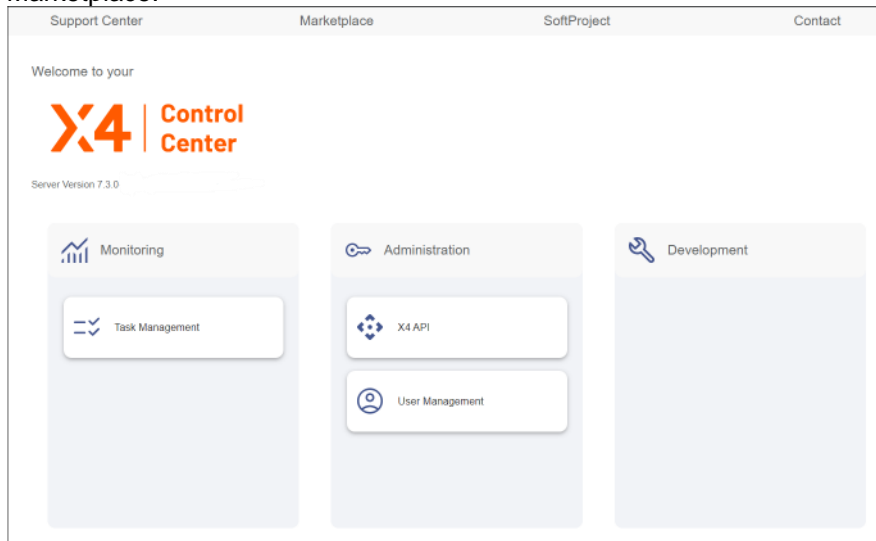 Marketplace.
Support Center Marketplace SoftProject Contact
Welcome to your
X4 Control
Center
Server Version 7.3.0
Monitoring Administration Development
Task Management X4 API
User Management